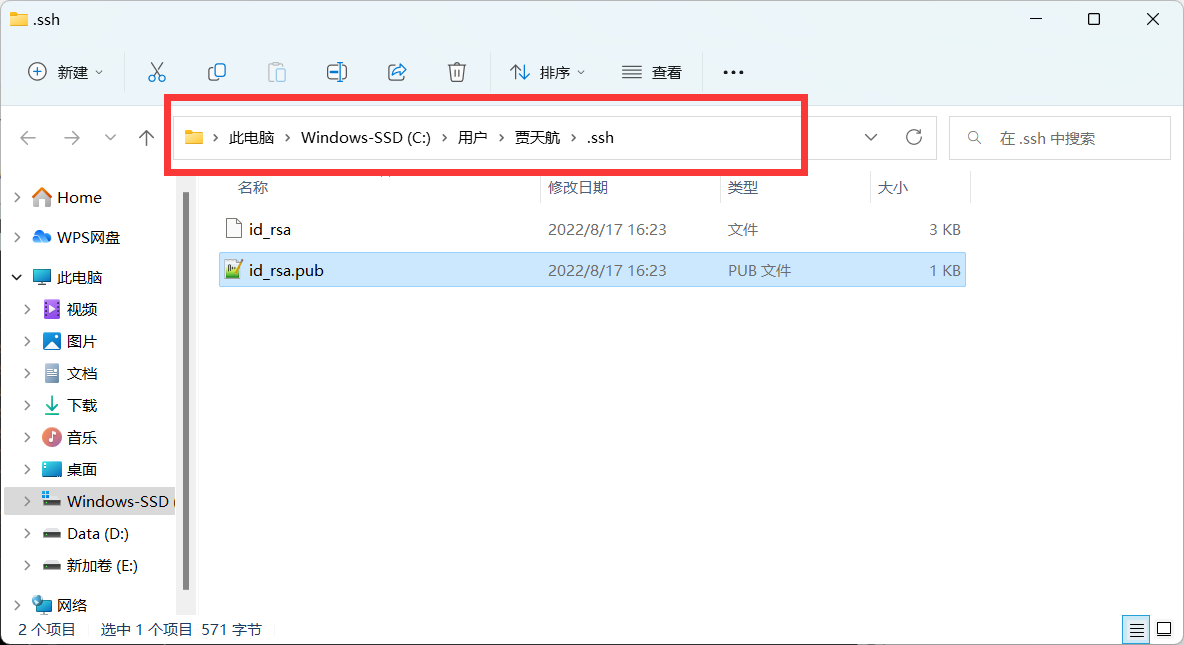 .ssh
新建
排序
查看
此电脑 > Windows-SSD (C:) > 用户 > 贾天航 > .ssh
在 .ssh 中搜索
名称 修改日期 类型 大小
id_rsa 2022/8/17 16:23 文件 3 KB
id_rsa.pub 2022/8/17 16:23 PUB 文件 1 KB
Home
WPS网盘
此电脑
视频
图片
文档
下载
音乐
桌面
Windows-SSD (
Data (D:)
新加卷 (E:)
网络
2 个项目 选中 1 个项目 571 字节